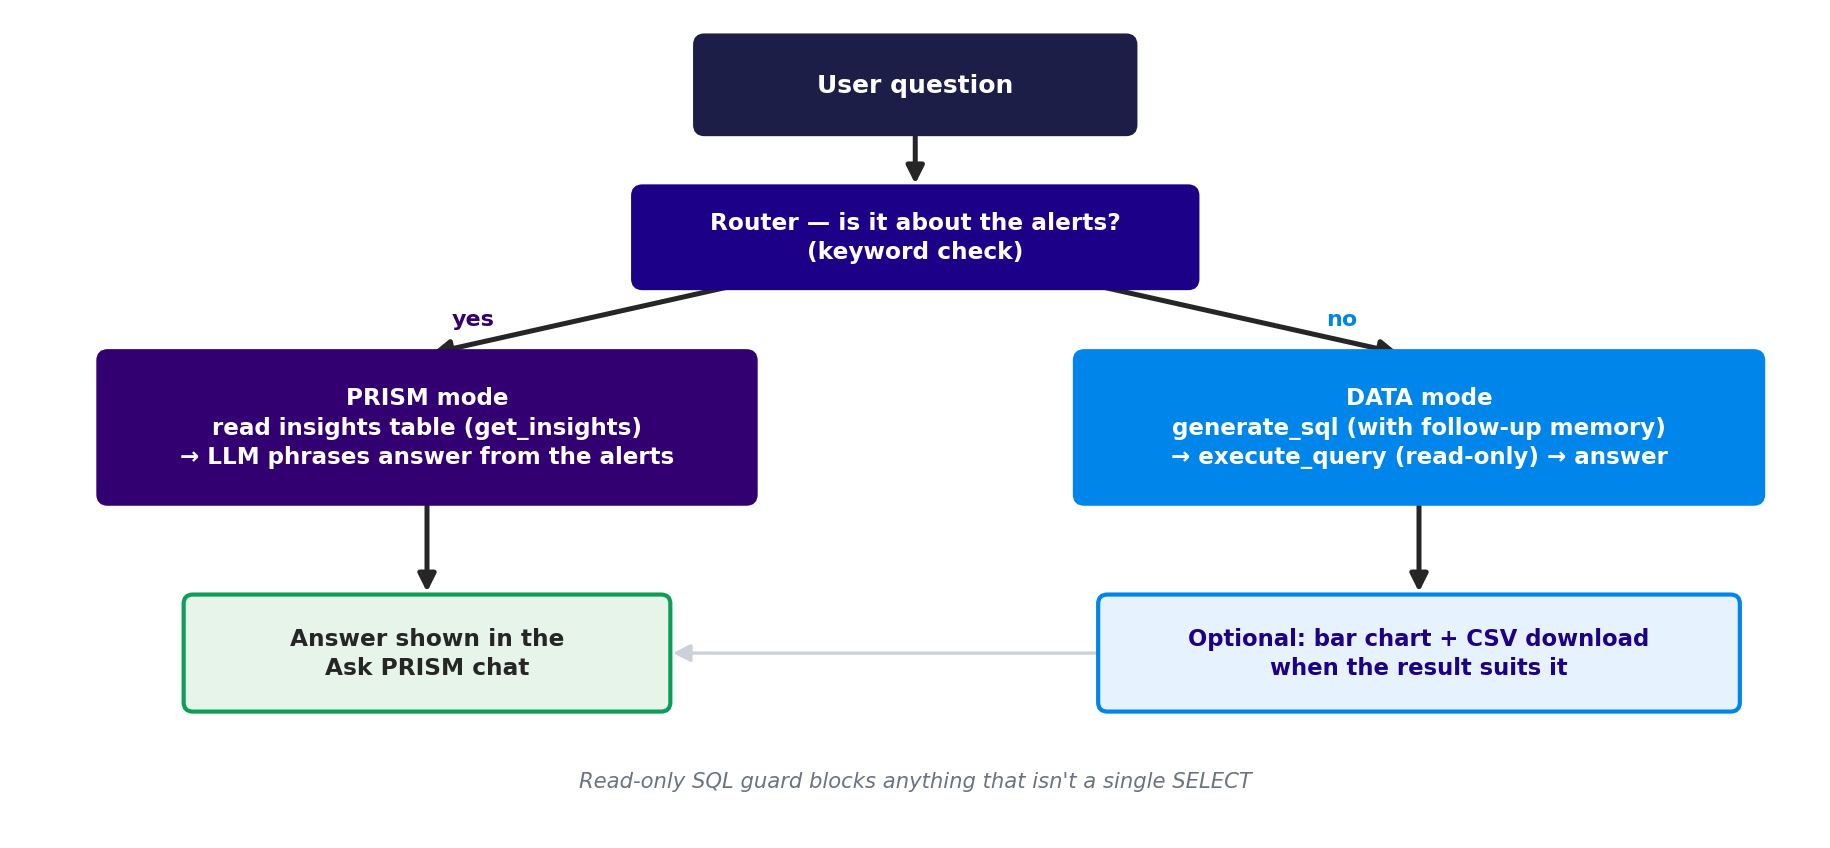 User question
Router — is it about the alerts?
(keyword check)
yes
no
PRISM mode
read insights table (get_insights)
→ LLM phrases answer from the alerts
DATA mode
generate_sql (with follow-up memory)
→ execute_query (read-only) → answer
Answer shown in the
Ask PRISM chat
Optional: bar chart + CSV download
when the result suits it
Read-only SQL guard blocks anything that isn't a single SELECT